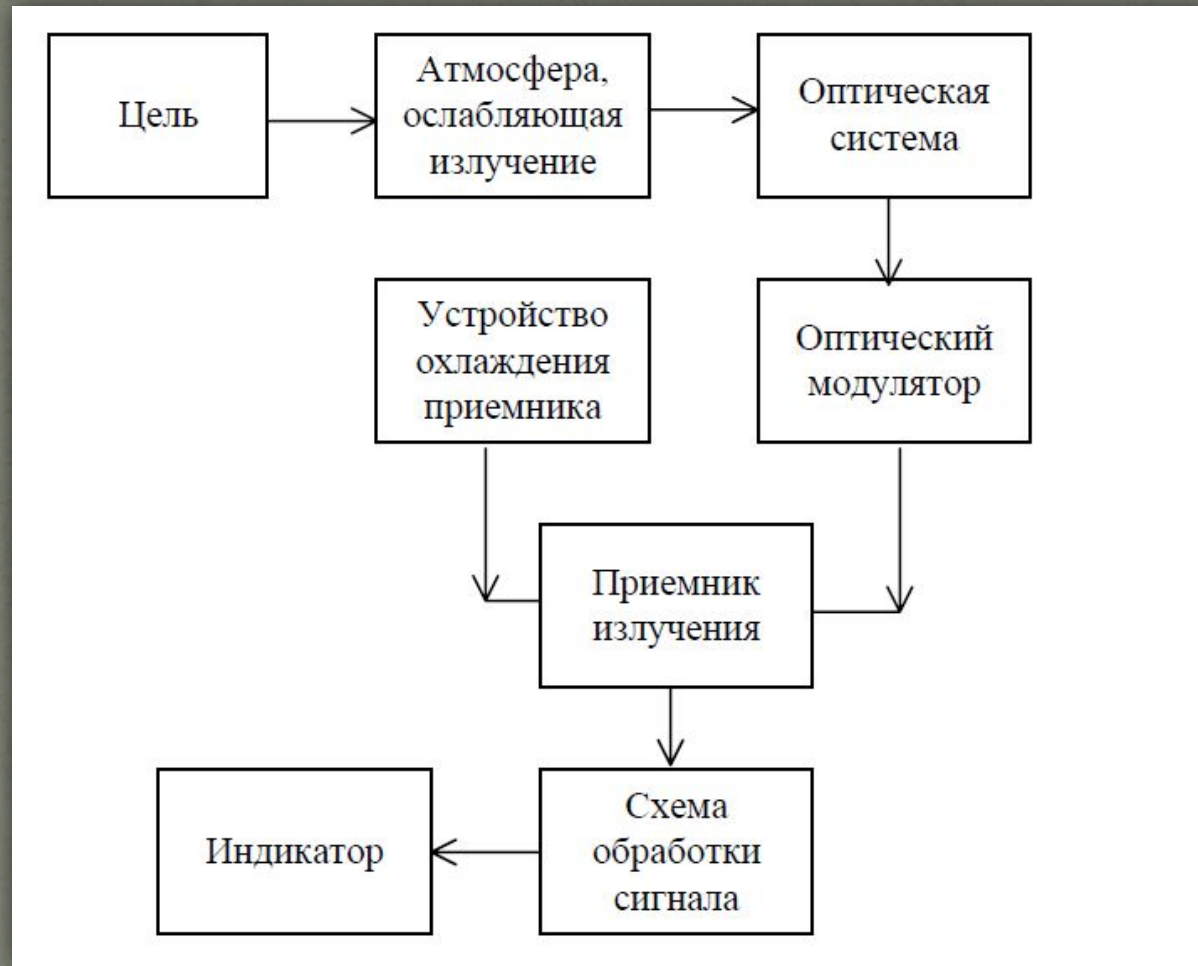 Цель
Атмосфера,
ослабляющая
излучение
Оптическая
система
Устройство
охлаждения
приемника
Оптический
модулятор
Приемник
излучения
Индикатор
Схема
обработки
сигнала